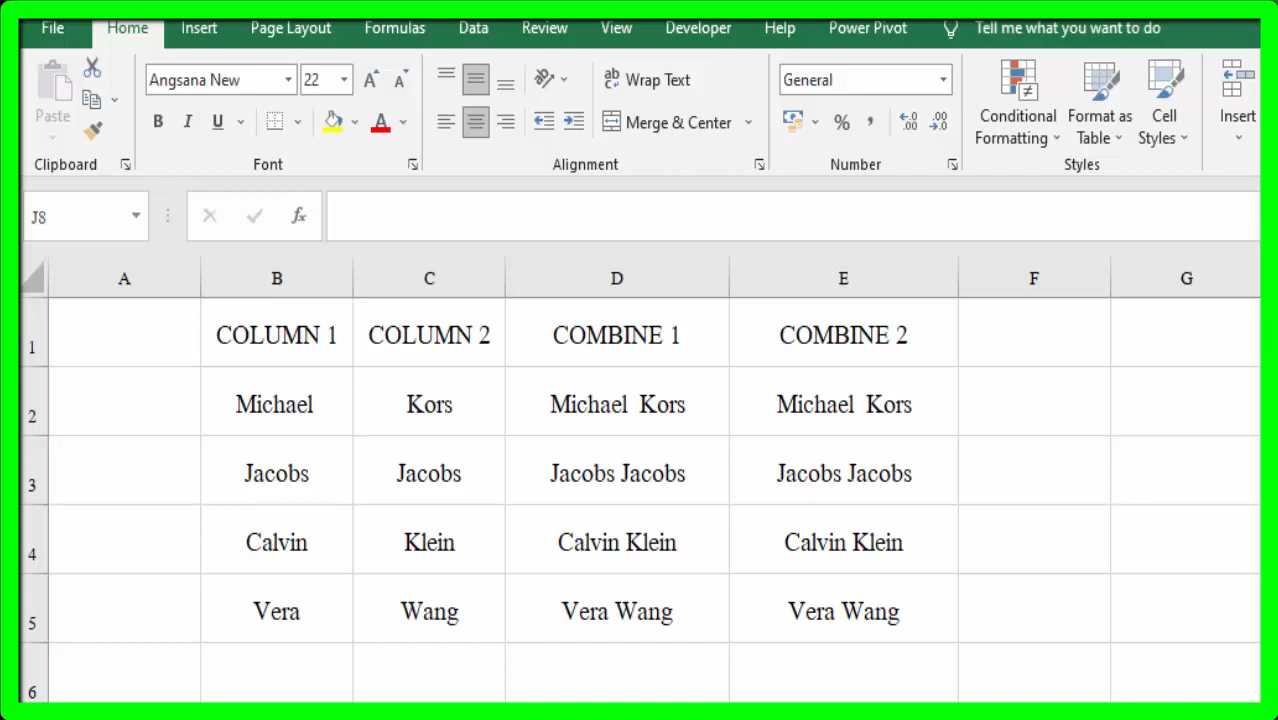 File Home Insert Page Layout Formulas Data Review View Developer Help Power Pivot Tell me what you want to do
Angsana New 22 A A ab Wrap Text General
Paste Conditional Format as Cell Insert
B I U A Merge & Center % , Formatting Table Styles
Clipboard Font Alignment Number Styles
J8 fx
A B C D E F G
1 COLUMN 1 COLUMN 2 COMBINE 1 COMBINE 2
2 Michael Kors Michael  Kors Michael  Kors
3 Jacobs Jacobs Jacobs Jacobs Jacobs Jacobs
4 Calvin Klein Calvin Klein Calvin Klein
5 Vera Wang Vera Wang Vera Wang
6